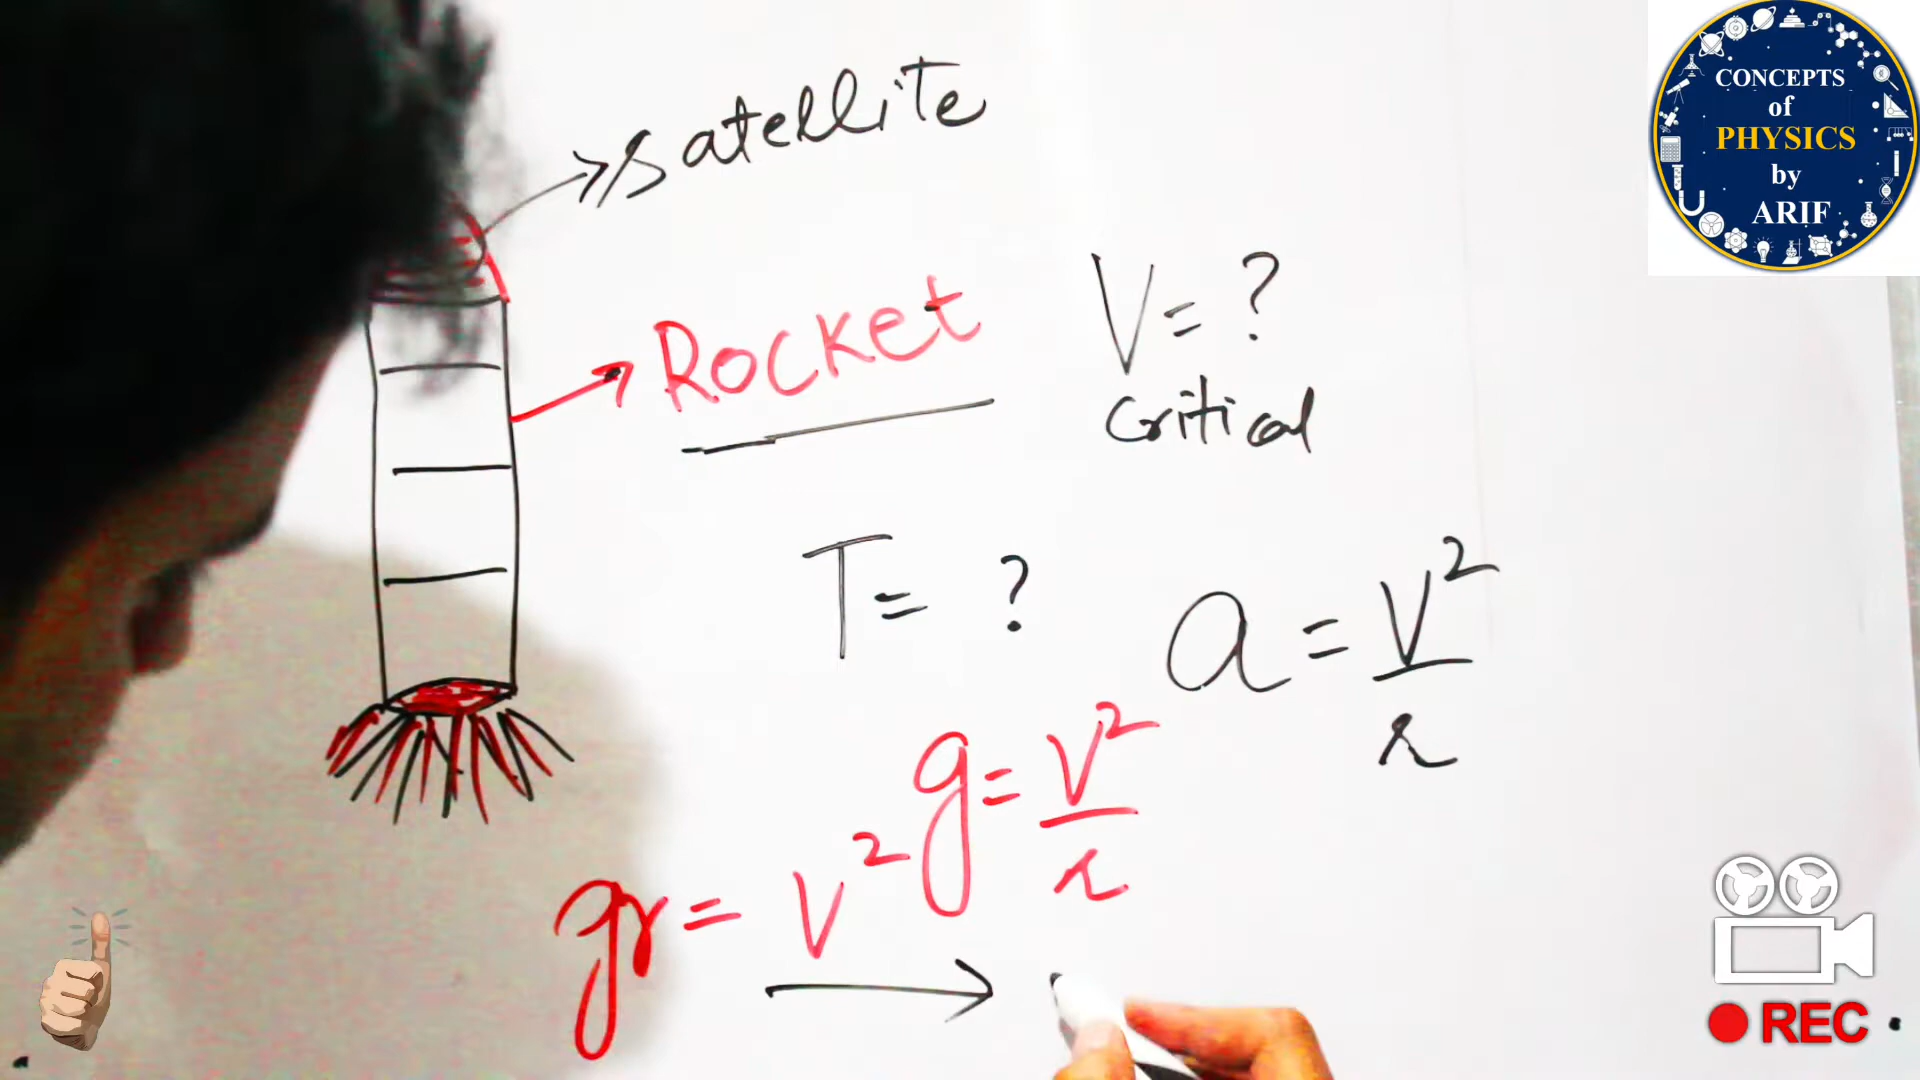 satellite
CONCEPTS
of
PHYSICS
by
ARIF
Rocket
V = ?
critical
T = ?
a = V²/r
g = V²/r
gr = V²
REC